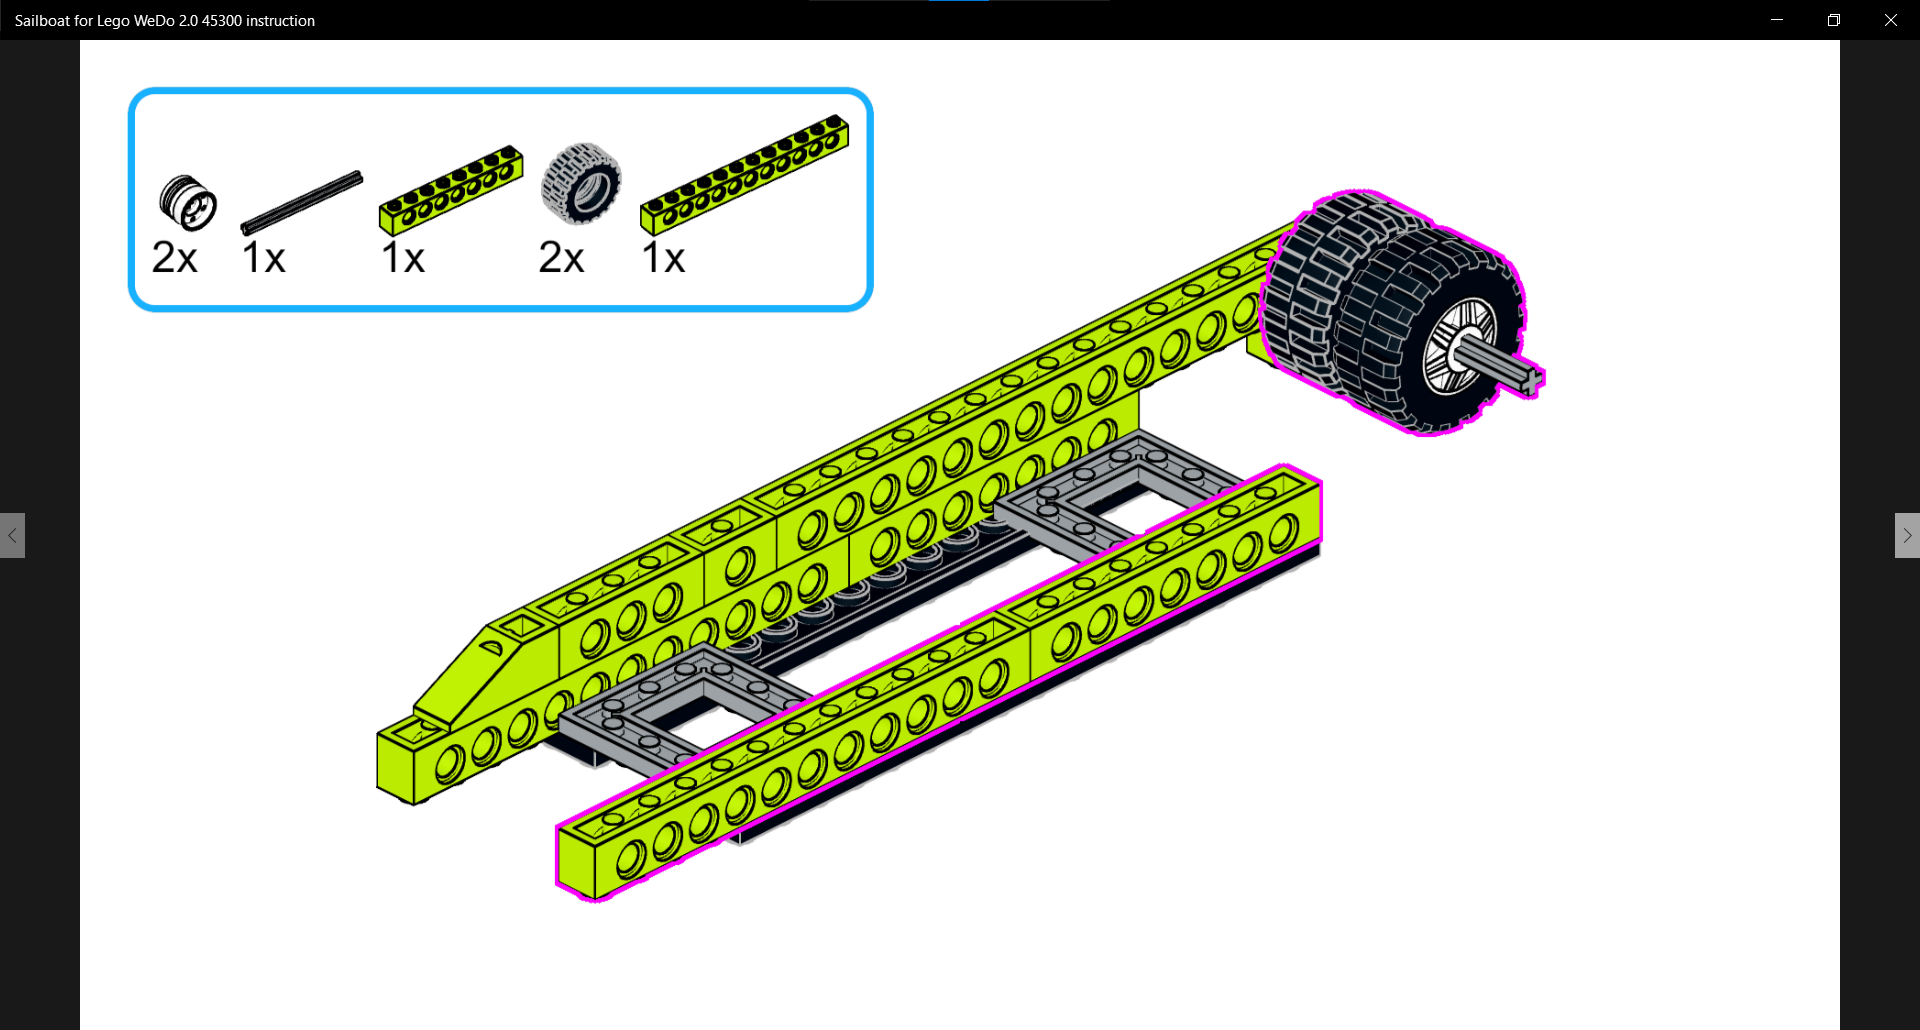 Sailboat for Lego WeDo 2.0 45300 instruction
2x 1x 1x 2x 1x